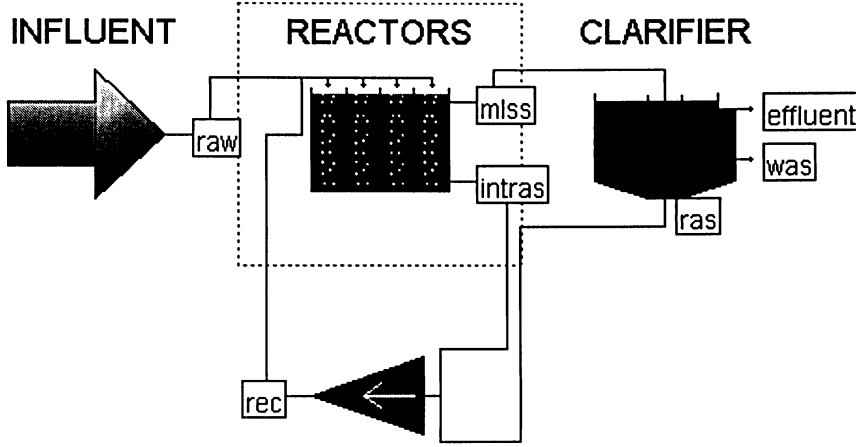 INFLUENT
REACTORS
CLARIFIER
raw
mlss
effluent
intras
was
ras
rec